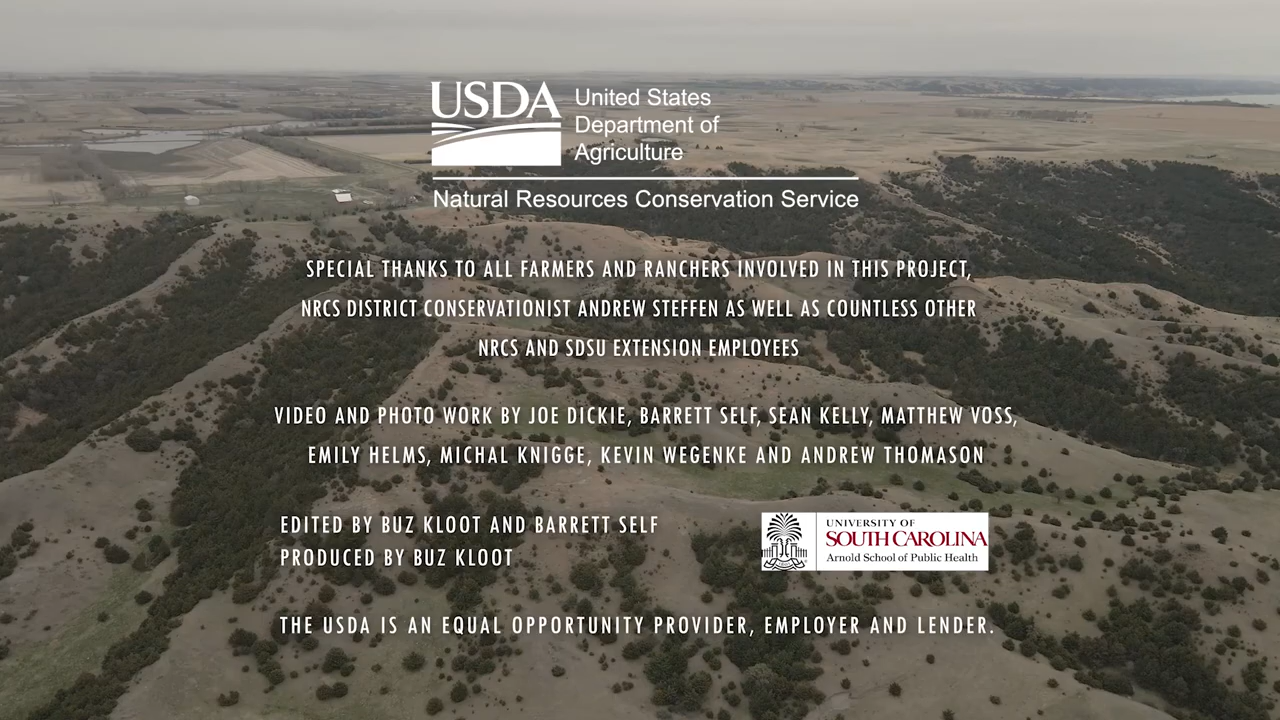 USDA
United States
Department of
Agriculture
Natural Resources Conservation Service
SPECIAL THANKS TO ALL FARMERS AND RANCHERS INVOLVED IN THIS PROJECT,
NRCS DISTRICT CONSERVATIONIST ANDREW STEFFEN AS WELL AS COUNTLESS OTHER
NRCS AND SDSU EXTENSION EMPLOYEES
VIDEO AND PHOTO WORK BY JOE DICKIE, BARRETT SELF, SEAN KELLY, MATTHEW VOSS,
EMILY HELMS, MICHAL KNIGGE, KEVIN WEGENKE AND ANDREW THOMASON
EDITED BY BUZ KLOOT AND BARRETT SELF
PRODUCED BY BUZ KLOOT
UNIVERSITY OF
SOUTH CAROLINA
Arnold School of Public Health
THE USDA IS AN EQUAL OPPORTUNITY PROVIDER, EMPLOYER AND LENDER.